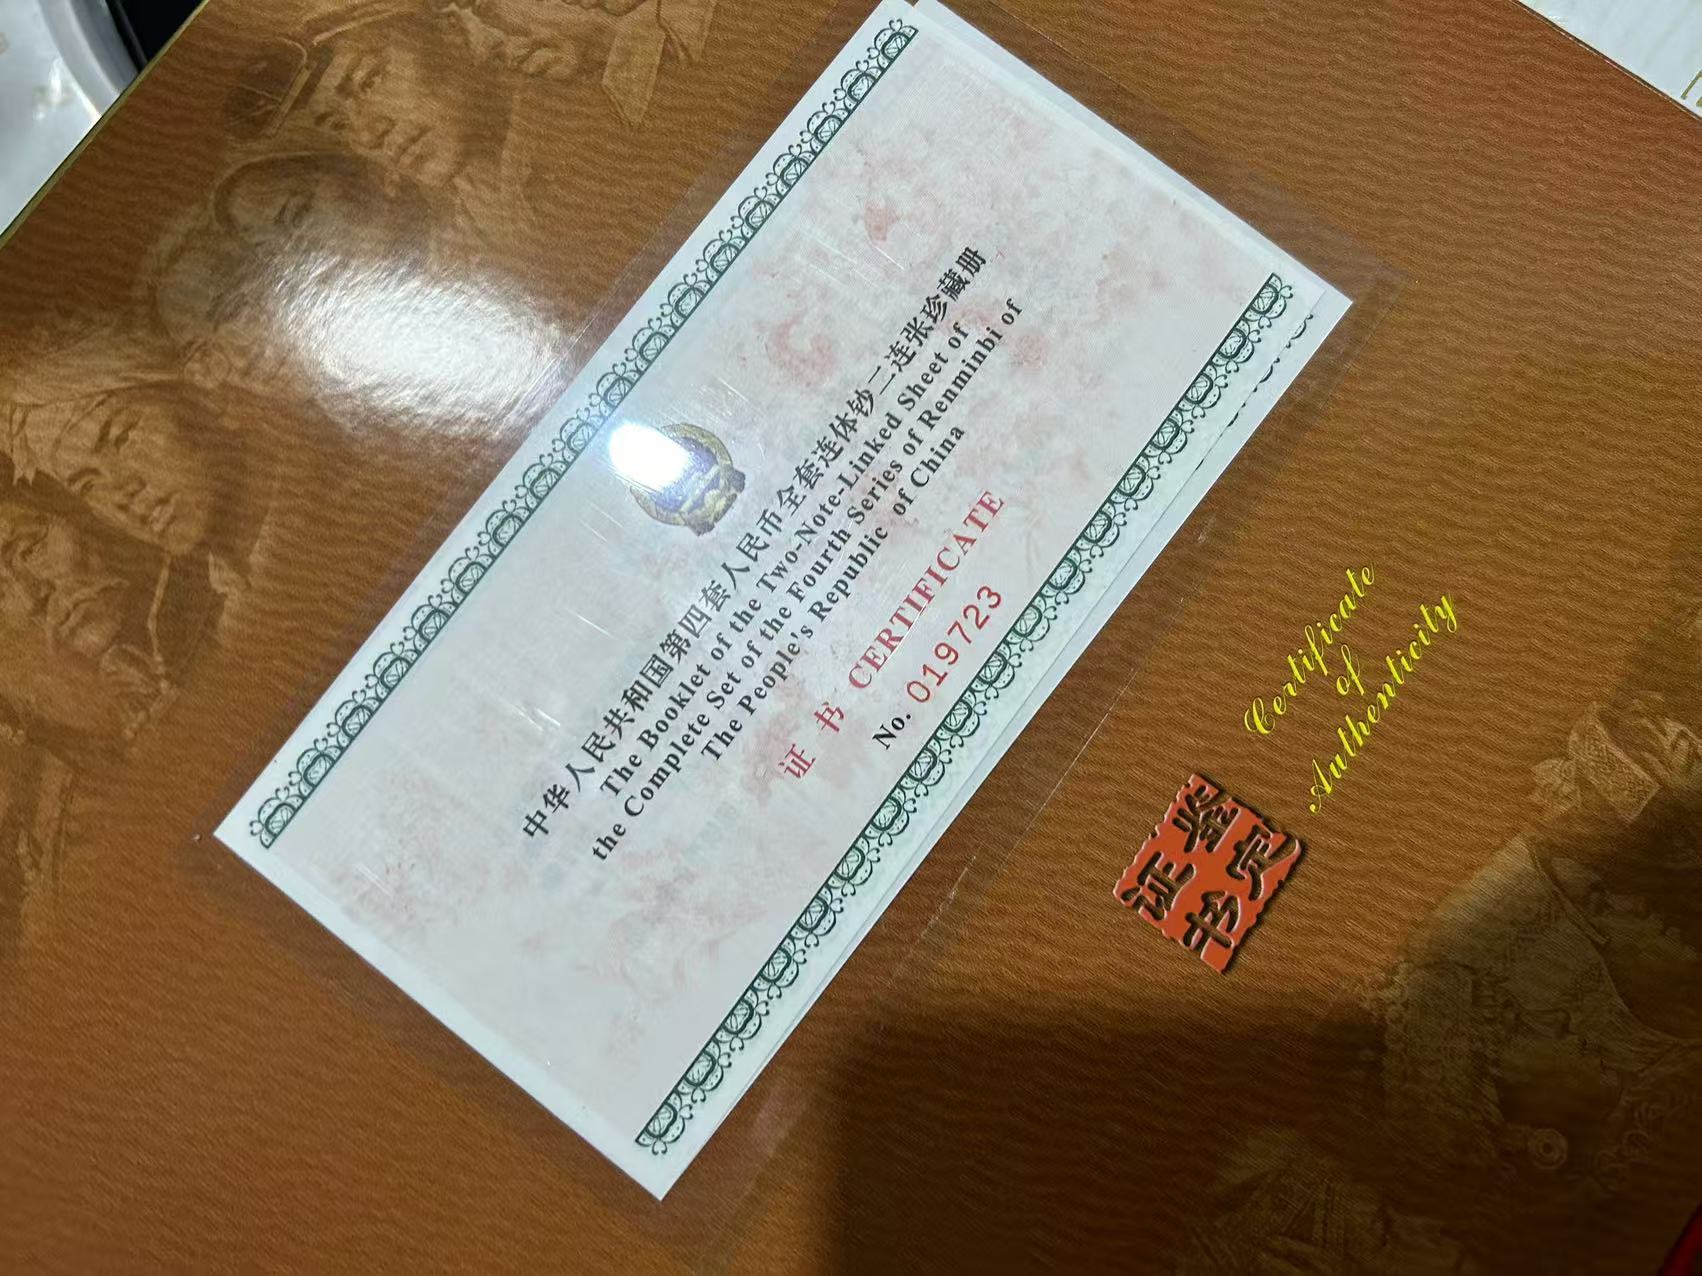 中华人民共和国第四套人民币全套连体钞二连张珍藏册
The Booklet of the Two-Note-Linked Sheet of
the Complete Set of the Fourth Series of Renminbi of
The People's Republic of China
证 书 CERTIFICATE
No. 019723
鉴定
证书
Certificate
of
Authenticity